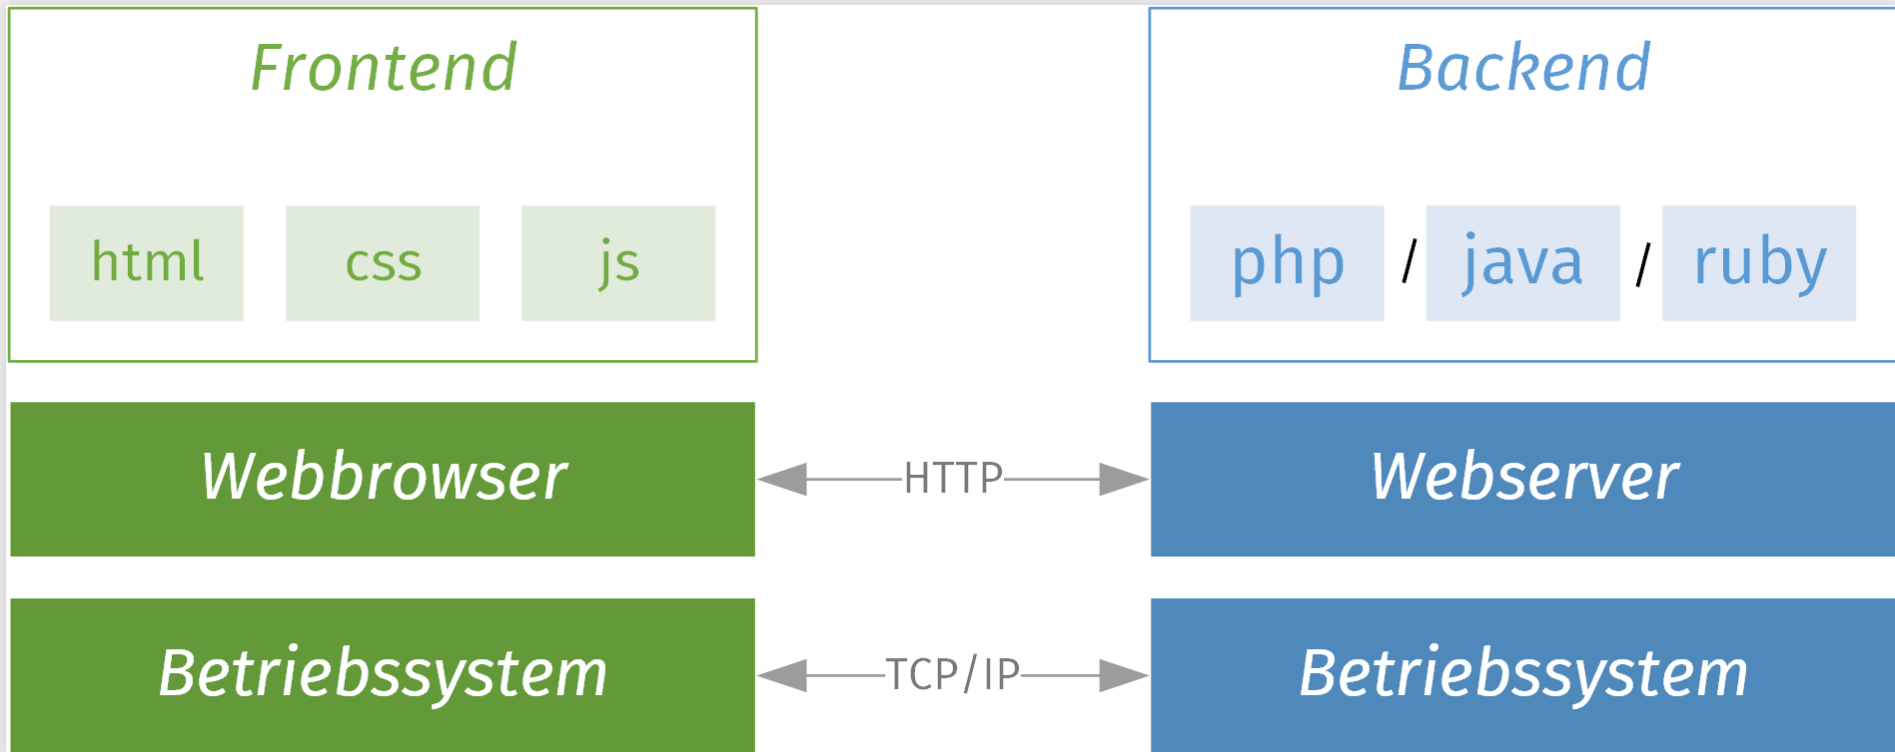 Frontend
Backend
html css js
php / java / ruby
Webbrowser HTTP Webserver
Betriebssystem TCP/IP Betriebssystem